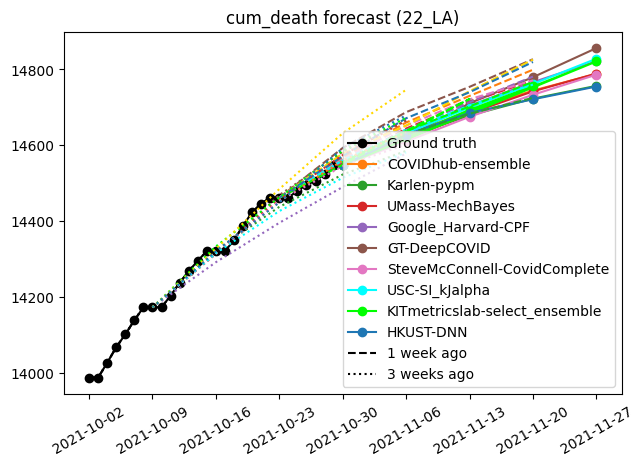 cum_death forecast (22_LA)
14800
14600
14400
14200
14000
Ground truth
COVIDhub-ensemble
Karlen-pypm
UMass-MechBayes
Google_Harvard-CPF
GT-DeepCOVID
SteveMcConnell-CovidComplete
USC-SI_kJalpha
KITmetricslab-select_ensemble
HKUST-DNN
1 week ago
3 weeks ago
2021-10-02
2021-10-09
2021-10-16
2021-10-23
2021-10-30
2021-11-06
2021-11-13
2021-11-20
2021-11-27